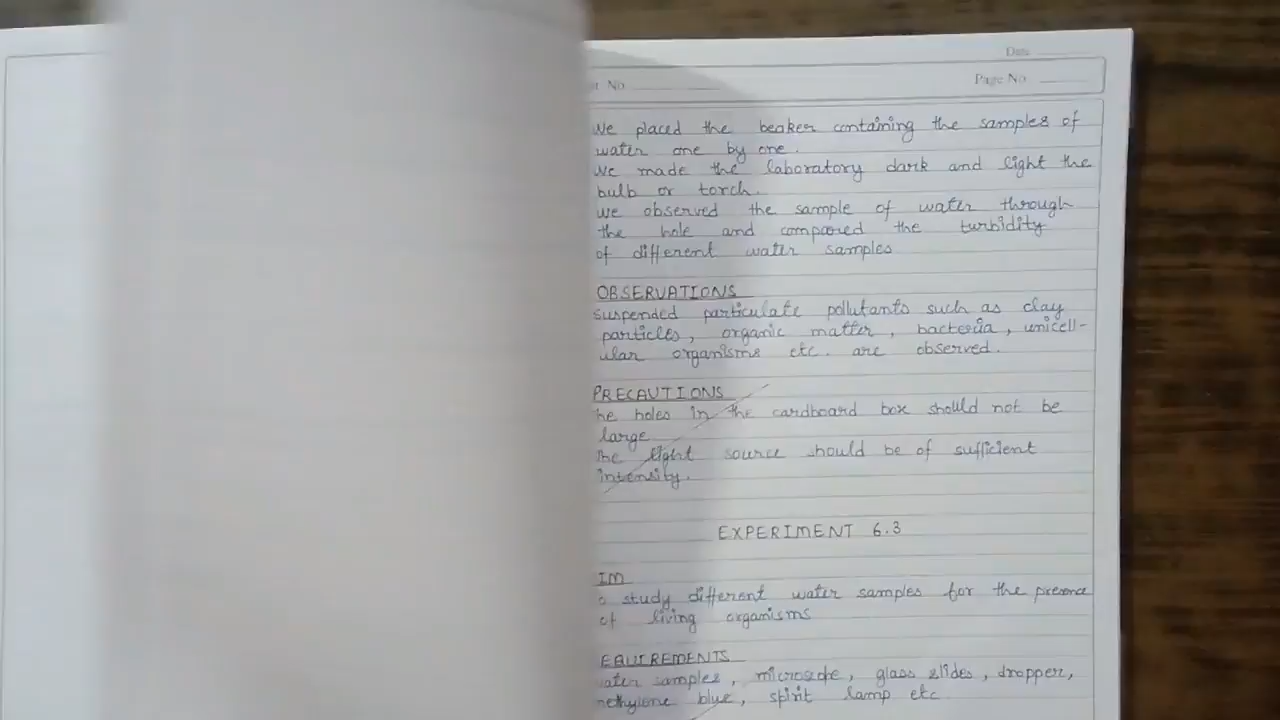 Date
No
Page No
We placed the beaker containing the samples of
water one by one.
We made the laboratory dark and light the
bulb or torch.
We observed the sample of water through
the hole and compared the turbidity
of different water samples
OBSERVATIONS
Suspended particulate pollutants such as clay
particles, organic matter, bacteria, unicell-
ular organisms etc. are observed.
PRECAUTIONS
he holes in the cardboard box should not be
large
The light source should be of sufficient
intensity.
EXPERIMENT 6.3
IM
o study different water samples for the presence
of living organisms
EQUIREMENTS
ater samples, microscope, glass slides, dropper,
methylene blue, spirit lamp etc